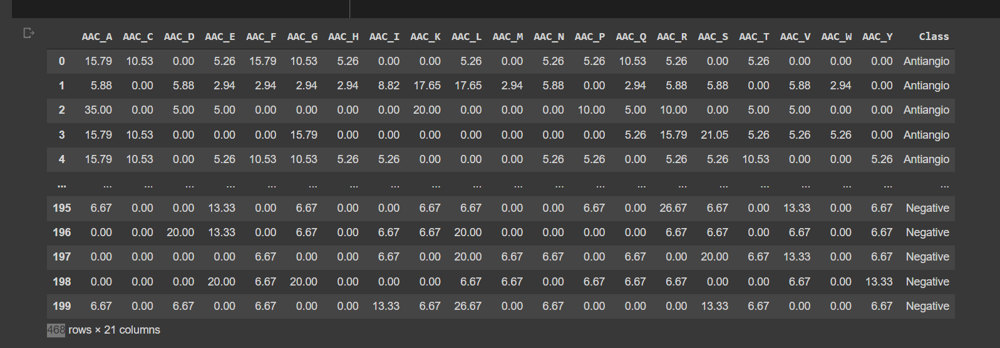 AAC_A AAC_C AAC_D AAC_E AAC_F AAC_G AAC_H AAC_I AAC_K AAC_L AAC_M AAC_N AAC_P AAC_Q AAC_R AAC_S AAC_T AAC_V AAC_W AAC_Y Class
0 15.79 10.53 0.00 5.26 15.79 10.53 5.26 0.00 0.00 5.26 0.00 5.26 5.26 10.53 5.26 0.00 5.26 0.00 0.00 0.00 Antiangio
1 5.88 0.00 5.88 2.94 2.94 2.94 2.94 8.82 17.65 17.65 2.94 5.88 0.00 2.94 5.88 5.88 0.00 5.88 2.94 0.00 Antiangio
2 35.00 0.00 5.00 5.00 0.00 0.00 0.00 0.00 20.00 0.00 0.00 0.00 10.00 5.00 10.00 0.00 5.00 5.00 0.00 0.00 Antiangio
3 15.79 10.53 0.00 0.00 0.00 15.79 0.00 0.00 0.00 0.00 0.00 0.00 0.00 5.26 15.79 21.05 5.26 5.26 5.26 0.00 Antiangio
4 15.79 10.53 0.00 5.26 10.53 10.53 5.26 5.26 0.00 0.00 0.00 5.26 5.26 0.00 5.26 5.26 10.53 0.00 0.00 5.26 Antiangio
... ... ... ... ... ... ... ... ... ... ... ... ... ... ... ... ... ... ... ... ... ...
195 6.67 0.00 0.00 13.33 0.00 6.67 0.00 0.00 6.67 6.67 0.00 0.00 6.67 0.00 26.67 6.67 0.00 13.33 0.00 6.67 Negative
196 0.00 0.00 20.00 13.33 0.00 6.67 0.00 6.67 6.67 20.00 0.00 0.00 0.00 0.00 6.67 6.67 0.00 6.67 0.00 6.67 Negative
197 0.00 0.00 0.00 0.00 6.67 0.00 0.00 6.67 0.00 20.00 6.67 6.67 0.00 6.67 0.00 20.00 6.67 13.33 0.00 6.67 Negative
198 0.00 0.00 0.00 20.00 6.67 20.00 0.00 0.00 0.00 6.67 6.67 0.00 6.67 6.67 6.67 0.00 0.00 6.67 0.00 13.33 Negative
199 6.67 0.00 6.67 0.00 6.67 0.00 0.00 13.33 6.67 26.67 0.00 6.67 0.00 0.00 0.00 13.33 6.67 0.00 0.00 6.67 Negative
468 rows × 21 columns